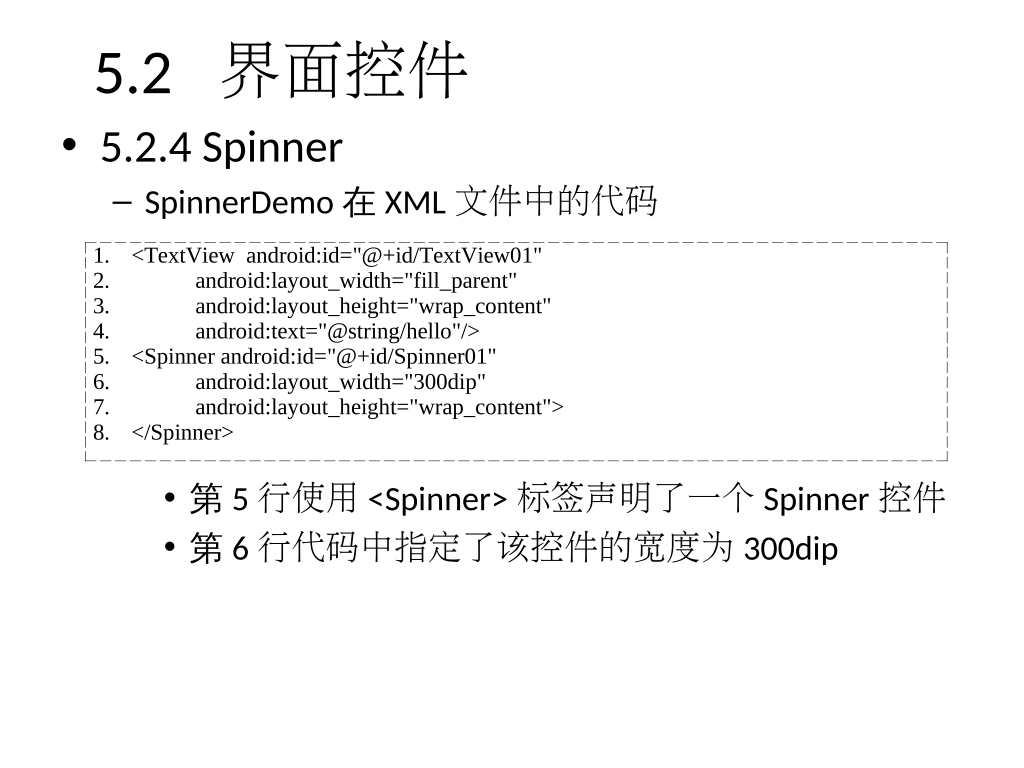 5.2 界面控件
• 5.2.4 Spinner
– SpinnerDemo 在 XML 文件中的代码
1. <TextView android:id="@+id/TextView01"
2. android:layout_width="fill_parent"
3. android:layout_height="wrap_content"
4. android:text="@string/hello"/>
5. <Spinner android:id="@+id/Spinner01"
6. android:layout_width="300dip"
7. android:layout_height="wrap_content">
8. </Spinner>
• 第 5 行使用 <Spinner> 标签声明了一个 Spinner 控件
• 第 6 行代码中指定了该控件的宽度为 300dip